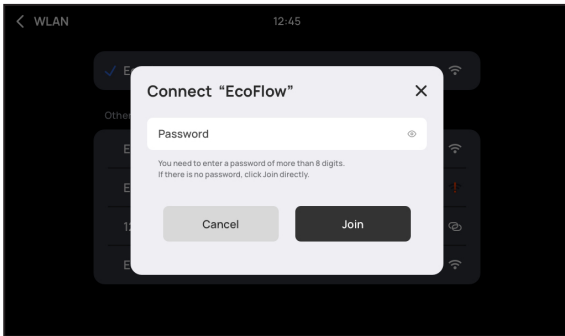 WLAN
12:45
E
Connect “EcoFlow”
Other
Password
E
You need to enter a password of more than 8 digits.
If there is no password, click Join directly.
E
Cancel
Join
E